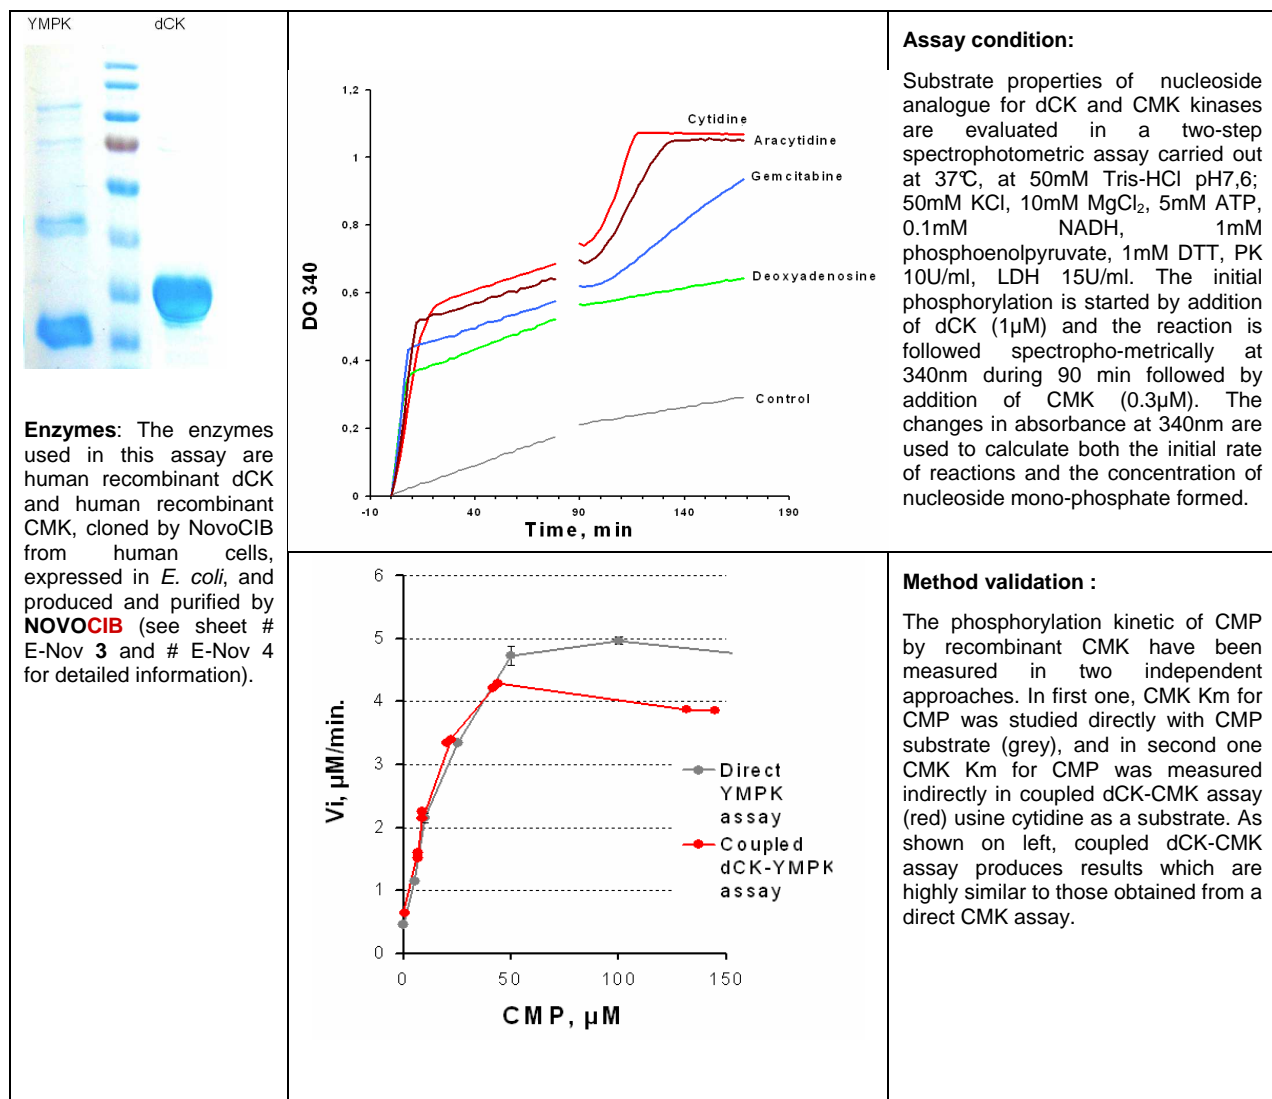 YMPK dCK
Enzymes: The enzymes
used in this assay are
human recombinant dCK
and human recombinant
CMK, cloned by NovoCIB
from human cells,
expressed in E. coli, and
produced and purified by
NOVOCIB (see sheet #
E-Nov 3 and # E-Nov 4
for detailed information).
1,2
1
0,8
0,6
0,4
0,2
0
DO 340
-10 40 90 140 190
Time, min
Cytidine
Aracytidine
Gemcitabine
Deoxyadenosine
Control
Assay condition:
Substrate properties of nucleoside
analogue for dCK and CMK kinases
are evaluated in a two-step
spectrophotometric assay carried out
at 37°C, at 50mM Tris-HCl pH7,6;
50mM KCl, 10mM MgCl₂, 5mM ATP,
0.1mM NADH, 1mM
phosphoenolpyruvate, 1mM DTT, PK
10U/ml, LDH 15U/ml. The initial
phosphorylation is started by addition
of dCK (1µM) and the reaction is
followed spectropho-metrically at
340nm during 90 min followed by
addition of CMK (0.3µM). The
changes in absorbance at 340nm are
used to calculate both the initial rate
of reactions and the concentration of
nucleoside mono-phosphate formed.
6
5
4
3
2
1
0
Vi, µM/min.
0 50 100 150
CMP, µM
Direct
YMPK
assay
Coupled
dCK-YMPK
assay
Method validation :
The phosphorylation kinetic of CMP
by recombinant CMK have been
measured in two independent
approaches. In first one, CMK Km for
CMP was studied directly with CMP
substrate (grey), and in second one
CMK Km for CMP was measured
indirectly in coupled dCK-CMK assay
(red) usine cytidine as a substrate. As
shown on left, coupled dCK-CMK
assay produces results which are
highly similar to those obtained from a
direct CMK assay.